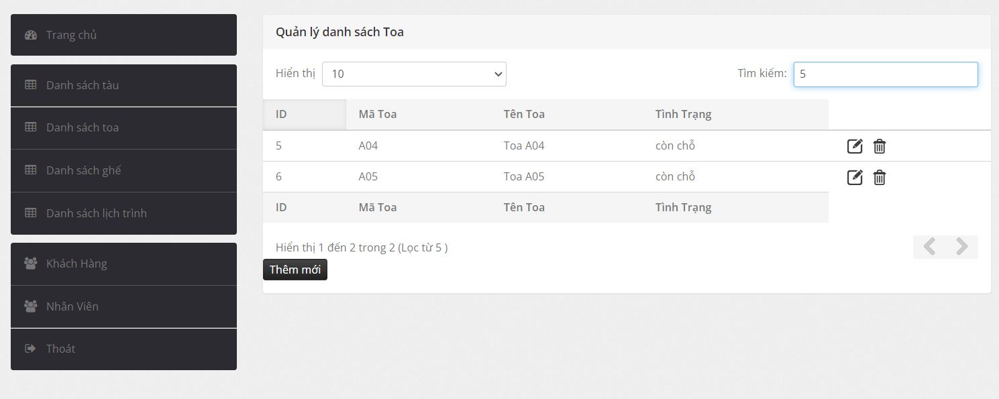 Trang chủ
Danh sách tàu
Danh sách toa
Danh sách ghế
Danh sách lịch trình
Khách Hàng
Nhân Viên
Thoát
Quản lý danh sách Toa
Hiển thị 10 Tìm kiếm: 5
ID Mã Toa Tên Toa Tình Trạng
5 A04 Toa A04 còn chỗ
6 A05 Toa A05 còn chỗ
ID Mã Toa Tên Toa Tình Trạng
Hiển thị 1 đến 2 trong 2 (Lọc từ 5 )
Thêm mới